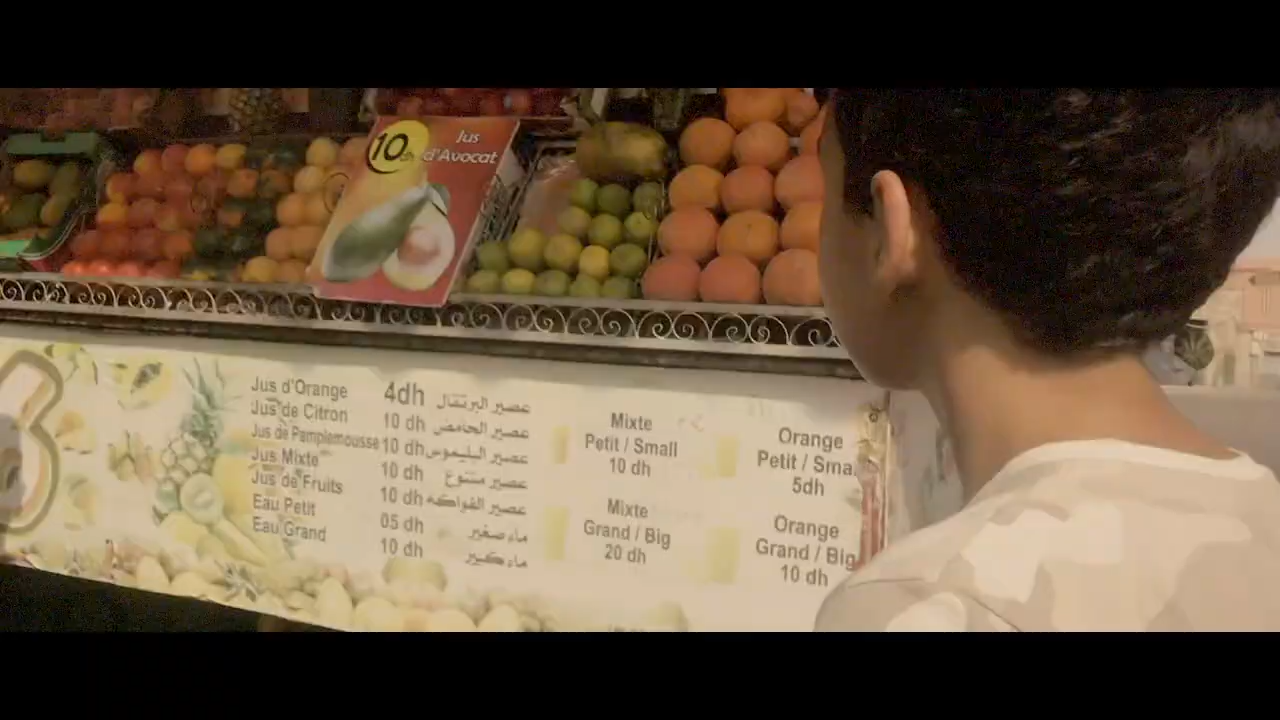 10dh
Jus
d'Avocat
Jus d'Orange 4dh عصير البرتقال
Jus de Citron 10 dh عصير الحامض
Jus de Pamplemousse 10 dh عصير البليموس
Jus Mixte 10 dh عصير متنوع
Jus de Fruits 10 dh عصير الفواكه
Eau Petit 05 dh ماء صغير
Eau Grand 10 dh ماء كبير
Mixte
Petit / Small
10 dh
Mixte
Grand / Big
20 dh
Orange
Petit / Smal
5dh
Orange
Grand / Big
10 dh